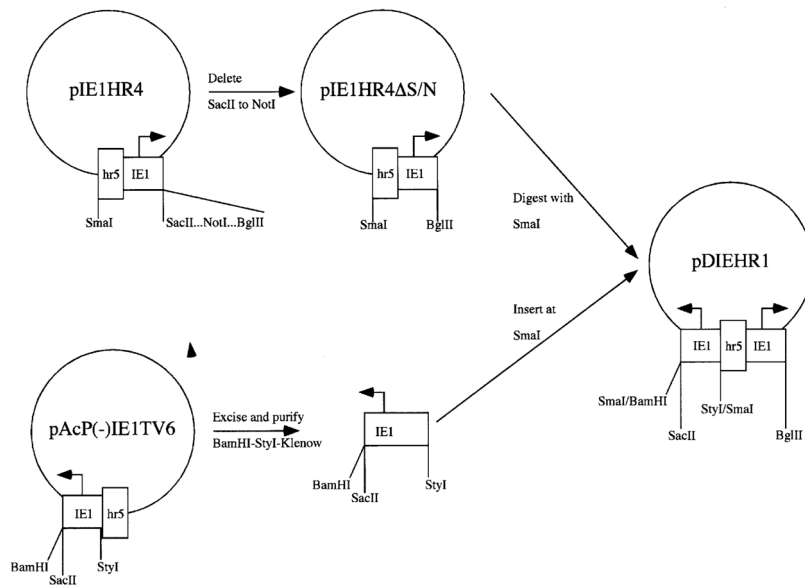 pIE1HR4
Delete
SacII to NotI
pIE1HR4ΔS/N
hr5
IE1
SmaI
SacII...NotI...BglII
hr5
IE1
SmaI
BglII
Digest with
SmaI
pDIEHR1
Insert at
SmaI
IE1
hr5
IE1
SmaI/BamHI
StyI/SmaI
SacII
BglII
pAcP(-)IE1TV6
Excise and purify
BamHI-StyI-Klenow
IE1
hr5
BamHI
StyI
SacII
IE1
BamHI
SacII
StyI